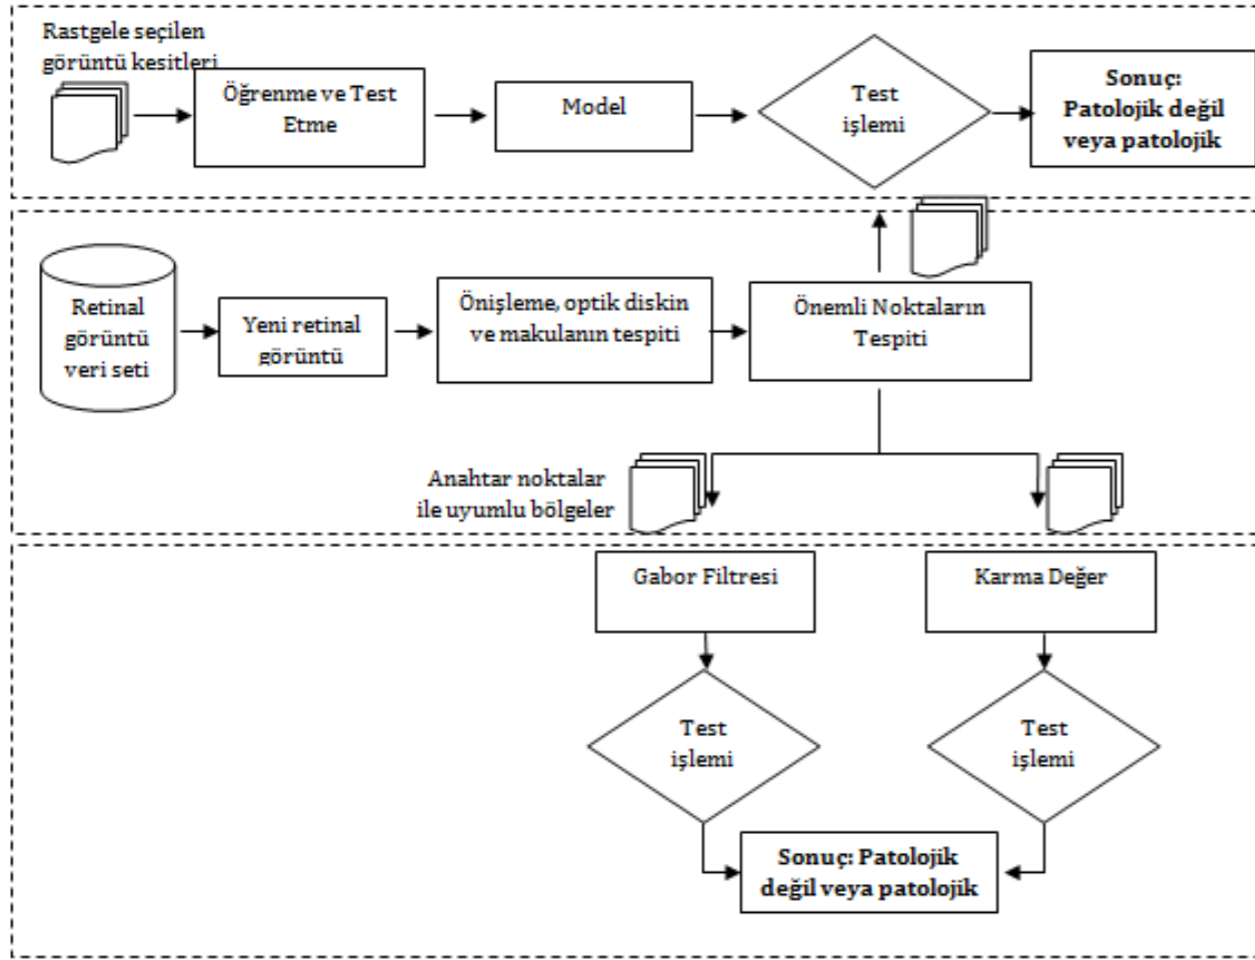 Rastgele seçilen
görüntü kesitleri
Öğrenme ve Test
Etme
Model
Test
işlemi
Sonuç:
Patolojik değil
veya patolojik
Retinal
görüntü
veri seti
Yeni retinal
görüntü
Önişleme, optik diskin
ve makulanın tespiti
Önemli Noktaların
Tespiti
Anahtar noktalar
ile uyumlu bölgeler
Gabor Filtresi
Karma Değer
Test
işlemi
Test
işlemi
Sonuç: Patolojik
değil veya patolojik